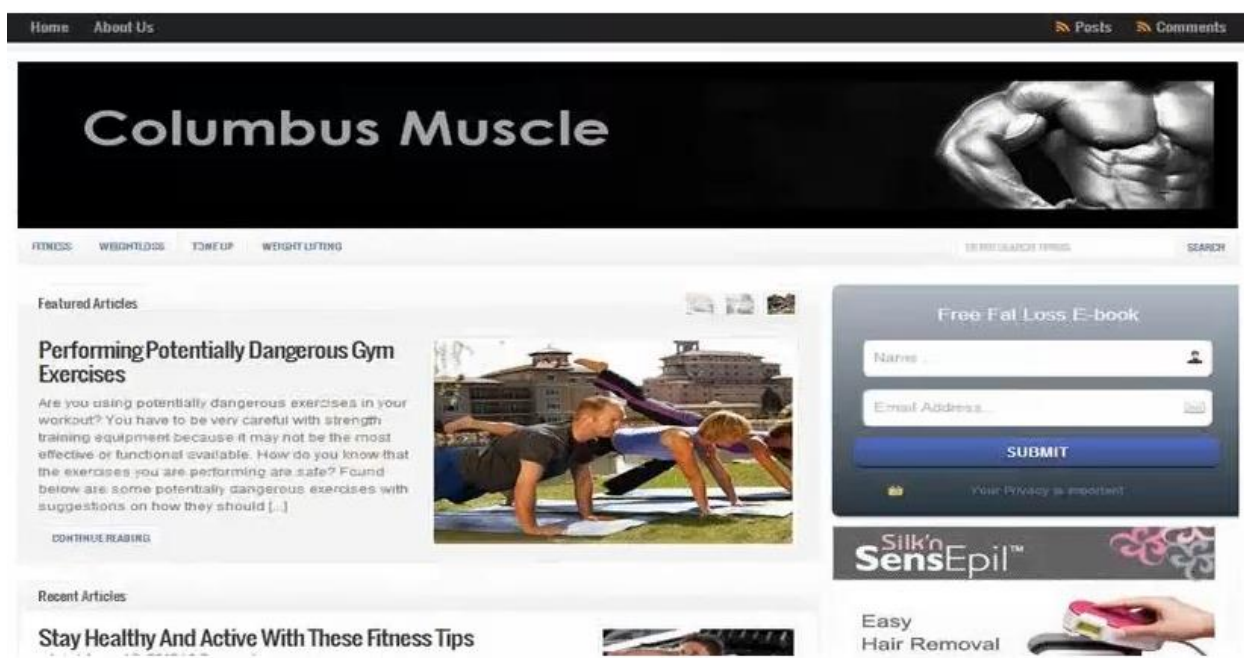 Home About Us Posts Comments
Columbus Muscle
FITNESS WEIGHTLOSS TONE UP WEIGHT LIFTING
SEARCH
Featured Articles
Performing Potentially Dangerous Gym
Exercises
Are you using potentially dangerous exercises in your
workout? You have to be very careful with strength
training equipment because it may not be the most
effective or functional available. How do you know that
the exercises you are performing are safe? Found
below are some potentially dangerous exercises with
suggestions on how they should [...]
CONTINUE READING
Free Fat Loss E-book
Name ...
Email Address...
SUBMIT
Your Privacy is important
Silk'n
SensEpil™
Easy
Hair Removal
Recent Articles
Stay Healthy And Active With These Fitness Tips